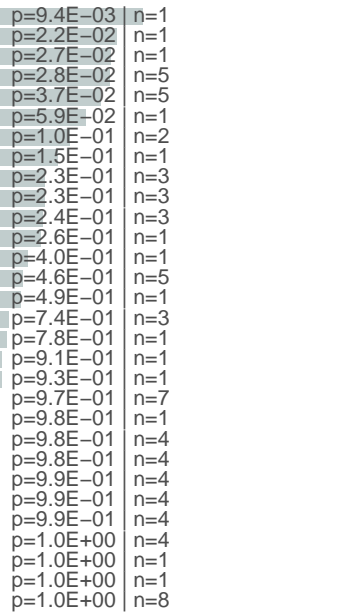 p=9.4E−03 | n=1
p=2.2E−02 | n=1
p=2.7E−02 | n=1
p=2.8E−02 | n=5
p=3.7E−02 | n=5
p=5.9E−02 | n=1
p=1.0E−01 | n=2
p=1.5E−01 | n=1
p=2.3E−01 | n=3
p=2.3E−01 | n=3
p=2.4E−01 | n=3
p=2.6E−01 | n=1
p=4.0E−01 | n=1
p=4.6E−01 | n=5
p=4.9E−01 | n=1
p=7.4E−01 | n=3
p=7.8E−01 | n=1
p=9.1E−01 | n=1
p=9.3E−01 | n=1
p=9.7E−01 | n=7
p=9.8E−01 | n=1
p=9.8E−01 | n=4
p=9.8E−01 | n=4
p=9.9E−01 | n=4
p=9.9E−01 | n=4
p=9.9E−01 | n=4
p=1.0E+00 | n=4
p=1.0E+00 | n=1
p=1.0E+00 | n=1
p=1.0E+00 | n=8